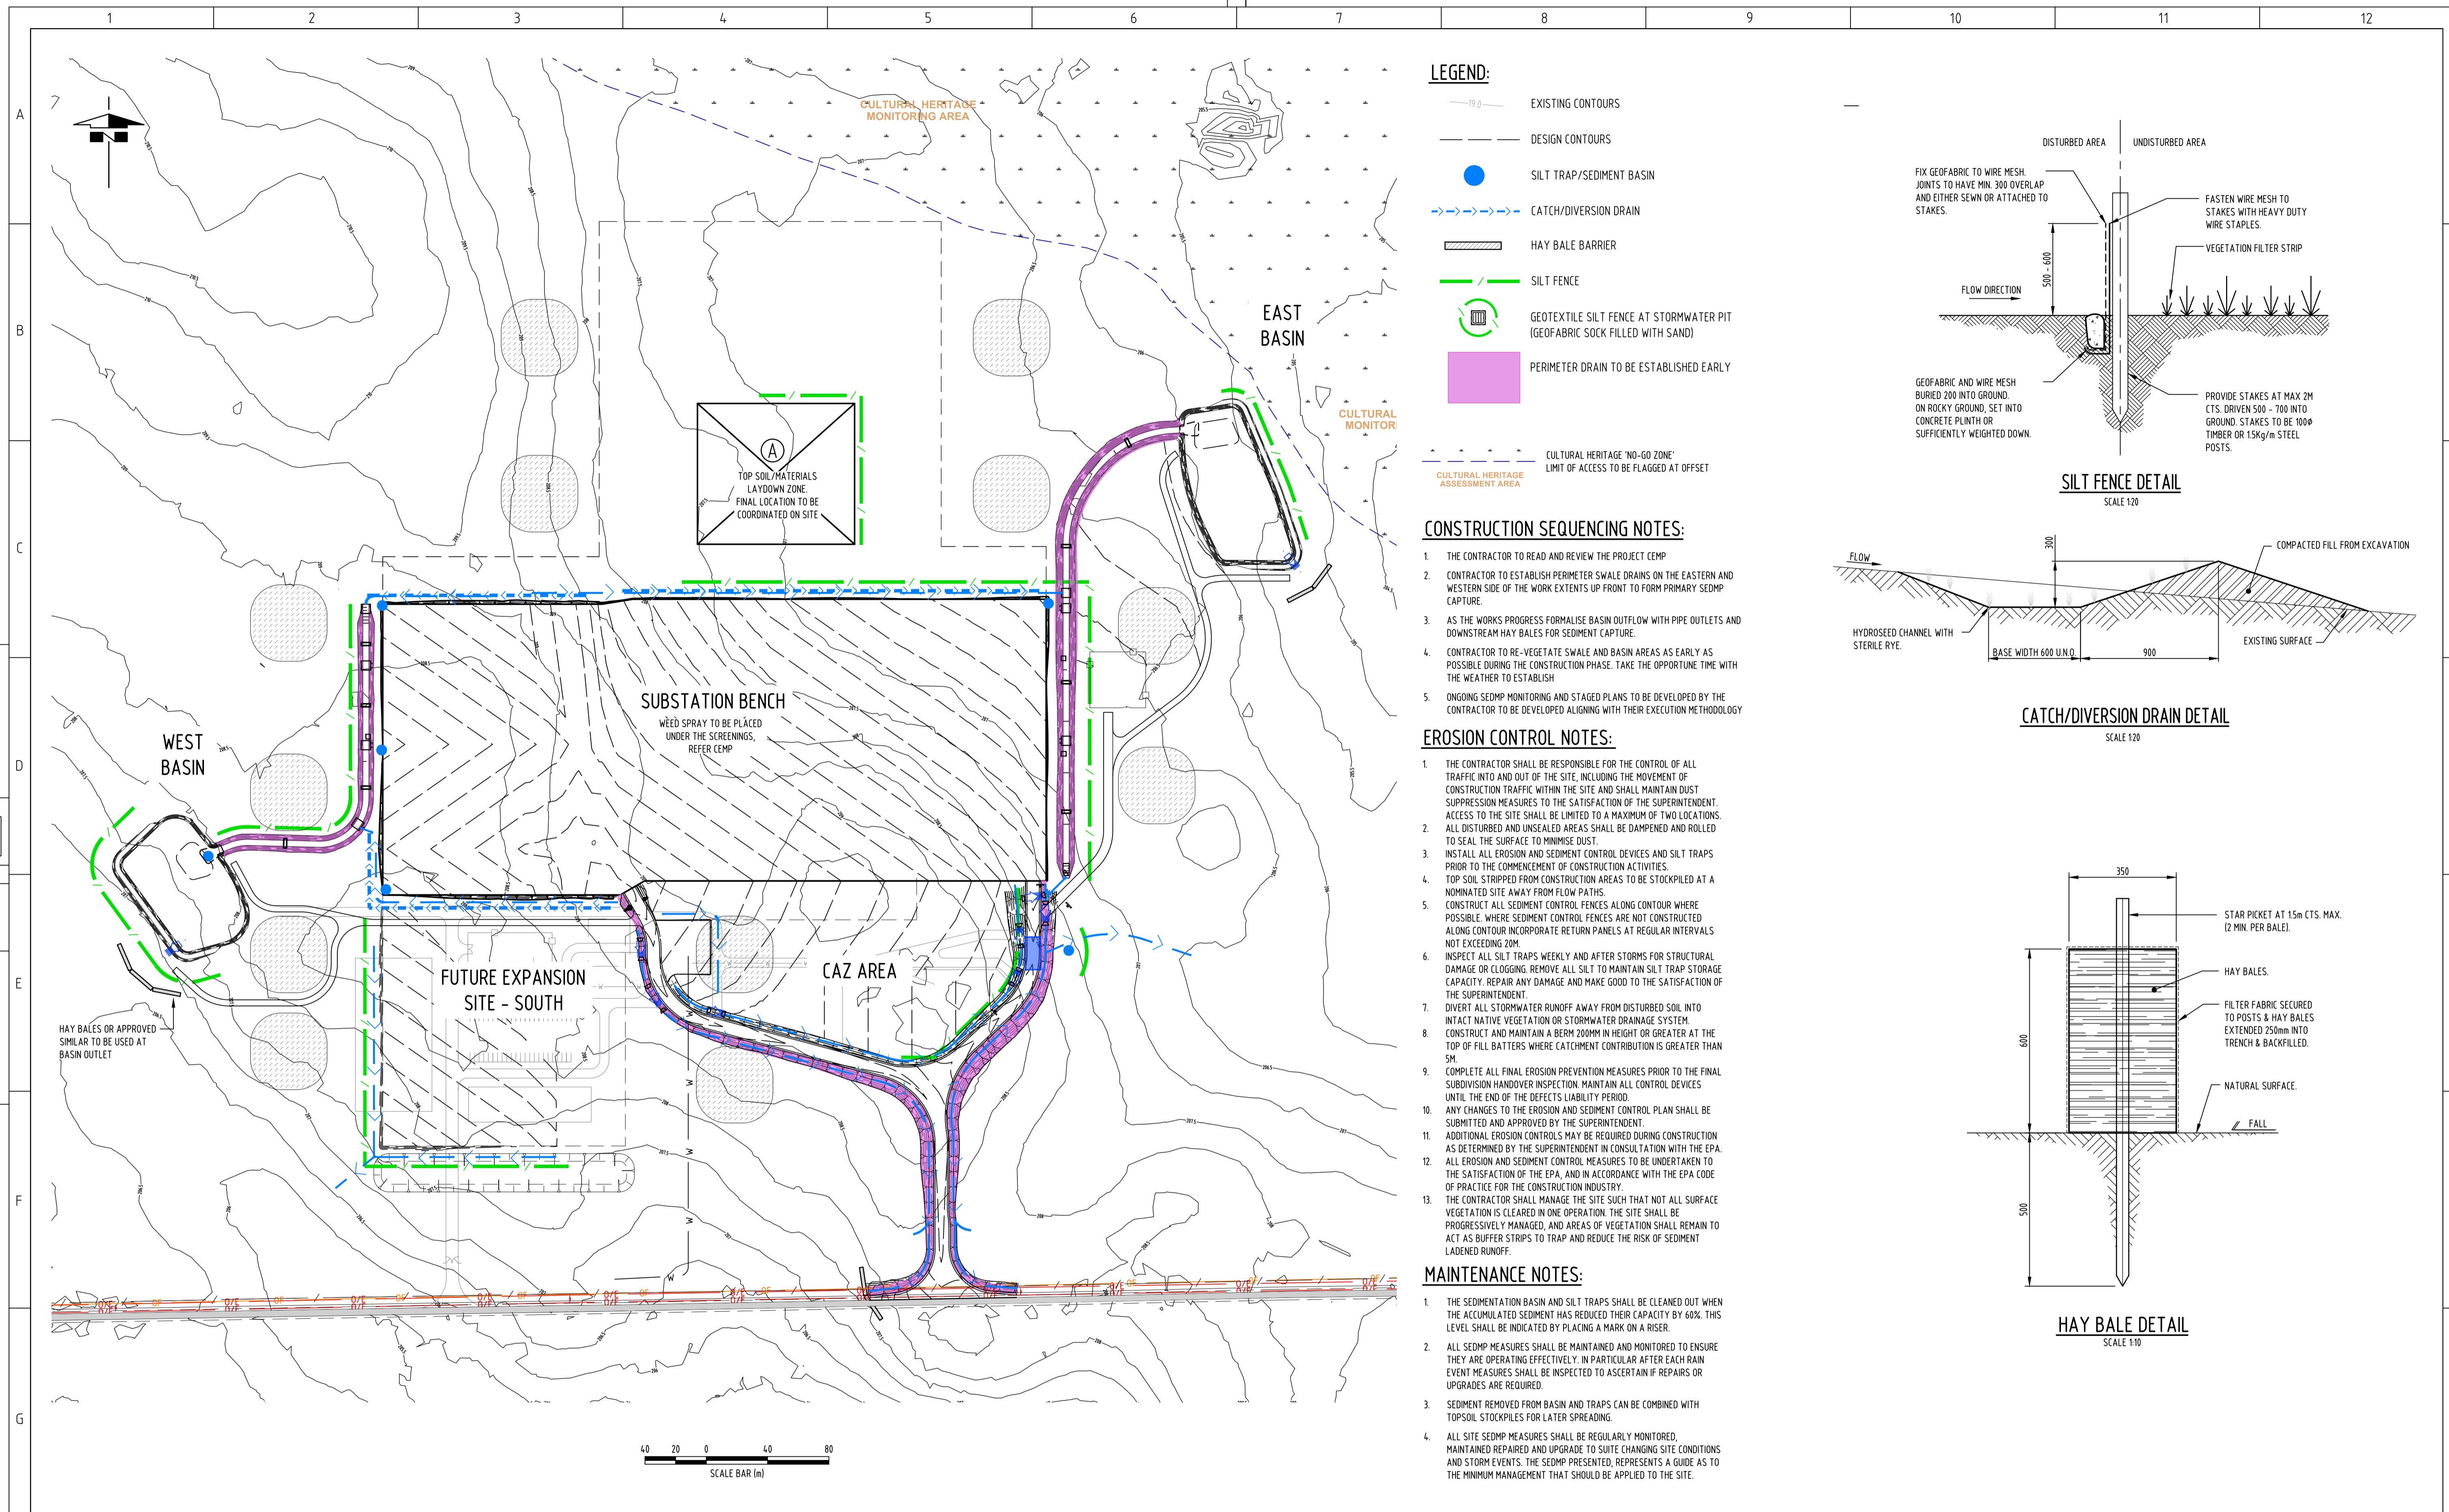 1 2 3 4 5 6 7 8 9 10 11 12
A
B
C
D
E
F
G
N
CULTURAL HERITAGE
MONITORING AREA
EAST
BASIN
CULTURAL
MONITOR
A
TOP SOIL/MATERIALS
LAYDOWN ZONE.
FINAL LOCATION TO BE
COORDINATED ON SITE
SUBSTATION BENCH
WEED SPRAY TO BE PLACED
UNDER THE SCREENINGS,
REFER CEMP
WEST
BASIN
FUTURE EXPANSION
SITE - SOUTH
CAZ AREA
HAY BALES OR APPROVED
SIMILAR TO BE USED AT
BASIN OUTLET
40 20 0 40 80
SCALE BAR (m)
LEGEND:
19.0
EXISTING CONTOURS
DESIGN CONTOURS
SILT TRAP/SEDIMENT BASIN
CATCH/DIVERSION DRAIN
HAY BALE BARRIER
SILT FENCE
GEOTEXTILE SILT FENCE AT STORMWATER PIT
(GEOFABRIC SOCK FILLED WITH SAND)
PERIMETER DRAIN TO BE ESTABLISHED EARLY
CULTURAL HERITAGE
ASSESSMENT AREA
CULTURAL HERITAGE 'NO-GO ZONE'
LIMIT OF ACCESS TO BE FLAGGED AT OFFSET
CONSTRUCTION SEQUENCING NOTES:
1. THE CONTRACTOR TO READ AND REVIEW THE PROJECT CEMP
2. CONTRACTOR TO ESTABLISH PERIMETER SWALE DRAINS ON THE EASTERN AND
WESTERN SIDE OF THE WORK EXTENTS UP FRONT TO FORM PRIMARY SEDMP
CAPTURE.
3. AS THE WORKS PROGRESS FORMALISE BASIN OUTFLOW WITH PIPE OUTLETS AND
DOWNSTREAM HAY BALES FOR SEDIMENT CAPTURE.
4. CONTRACTOR TO RE-VEGETATE SWALE AND BASIN AREAS AS EARLY AS
POSSIBLE DURING THE CONSTRUCTION PHASE. TAKE THE OPPORTUNE TIME WITH
THE WEATHER TO ESTABLISH
5. ONGOING SEDMP MONITORING AND STAGED PLANS TO BE DEVELOPED BY THE
CONTRACTOR TO BE DEVELOPED ALIGNING WITH THEIR EXECUTION METHODOLOGY
EROSION CONTROL NOTES:
1. THE CONTRACTOR SHALL BE RESPONSIBLE FOR THE CONTROL OF ALL
TRAFFIC INTO AND OUT OF THE SITE, INCLUDING THE MOVEMENT OF
CONSTRUCTION TRAFFIC WITHIN THE SITE AND SHALL MAINTAIN DUST
SUPPRESSION MEASURES TO THE SATISFACTION OF THE SUPERINTENDENT.
ACCESS TO THE SITE SHALL BE LIMITED TO A MAXIMUM OF TWO LOCATIONS.
2. ALL DISTURBED AND UNSEALED AREAS SHALL BE DAMPENED AND ROLLED
TO SEAL THE SURFACE TO MINIMISE DUST.
3. INSTALL ALL EROSION AND SEDIMENT CONTROL DEVICES AND SILT TRAPS
PRIOR TO THE COMMENCEMENT OF CONSTRUCTION ACTIVITIES.
4. TOP SOIL STRIPPED FROM CONSTRUCTION AREAS TO BE STOCKPILED AT A
NOMINATED SITE AWAY FROM FLOW PATHS.
5. CONSTRUCT ALL SEDIMENT CONTROL FENCES ALONG CONTOUR WHERE
POSSIBLE. WHERE SEDIMENT CONTROL FENCES ARE NOT CONSTRUCTED
ALONG CONTOUR INCORPORATE RETURN PANELS AT REGULAR INTERVALS
NOT EXCEEDING 20M.
6. INSPECT ALL SILT TRAPS WEEKLY AND AFTER STORMS FOR STRUCTURAL
DAMAGE OR CLOGGING. REMOVE ALL SILT TO MAINTAIN SILT TRAP STORAGE
CAPACITY. REPAIR ANY DAMAGE AND MAKE GOOD TO THE SATISFACTION OF
THE SUPERINTENDENT.
7. DIVERT ALL STORMWATER RUNOFF AWAY FROM DISTURBED SOIL INTO
INTACT NATIVE VEGETATION OR STORMWATER DRAINAGE SYSTEM.
8. CONSTRUCT AND MAINTAIN A BERM 200MM IN HEIGHT OR GREATER AT THE
TOP OF FILL BATTERS WHERE CATCHMENT CONTRIBUTION IS GREATER THAN
5M.
9. COMPLETE ALL FINAL EROSION PREVENTION MEASURES PRIOR TO THE FINAL
SUBDIVISION HANDOVER INSPECTION. MAINTAIN ALL CONTROL DEVICES
UNTIL THE END OF THE DEFECTS LIABILITY PERIOD.
10. ANY CHANGES TO THE EROSION AND SEDIMENT CONTROL PLAN SHALL BE
SUBMITTED AND APPROVED BY THE SUPERINTENDENT.
11. ADDITIONAL EROSION CONTROLS MAY BE REQUIRED DURING CONSTRUCTION
AS DETERMINED BY THE SUPERINTENDENT IN CONSULTATION WITH THE EPA.
12. ALL EROSION AND SEDIMENT CONTROL MEASURES TO BE UNDERTAKEN TO
THE SATISFACTION OF THE EPA, AND IN ACCORDANCE WITH THE EPA CODE
OF PRACTICE FOR THE CONSTRUCTION INDUSTRY.
13. THE CONTRACTOR SHALL MANAGE THE SITE SUCH THAT NOT ALL SURFACE
VEGETATION IS CLEARED IN ONE OPERATION. THE SITE SHALL BE
PROGRESSIVELY MANAGED, AND AREAS OF VEGETATION SHALL REMAIN TO
ACT AS BUFFER STRIPS TO TRAP AND REDUCE THE RISK OF SEDIMENT
LADENED RUNOFF.
MAINTENANCE NOTES:
1. THE SEDIMENTATION BASIN AND SILT TRAPS SHALL BE CLEANED OUT WHEN
THE ACCUMULATED SEDIMENT HAS REDUCED THEIR CAPACITY BY 60%. THIS
LEVEL SHALL BE INDICATED BY PLACING A MARK ON A RISER.
2. ALL SEDMP MEASURES SHALL BE MAINTAINED AND MONITORED TO ENSURE
THEY ARE OPERATING EFFECTIVELY. IN PARTICULAR AFTER EACH RAIN
EVENT MEASURES SHALL BE INSPECTED TO ASCERTAIN IF REPAIRS OR
UPGRADES ARE REQUIRED.
3. SEDIMENT REMOVED FROM BASIN AND TRAPS CAN BE COMBINED WITH
TOPSOIL STOCKPILES FOR LATER SPREADING.
4. ALL SITE SEDMP MEASURES SHALL BE REGULARLY MONITORED,
MAINTAINED REPAIRED AND UPGRADE TO SUITE CHANGING SITE CONDITIONS
AND STORM EVENTS. THE SEDMP PRESENTED, REPRESENTS A GUIDE AS TO
THE MINIMUM MANAGEMENT THAT SHOULD BE APPLIED TO THE SITE.
DISTURBED AREA
UNDISTURBED AREA
FIX GEOFABRIC TO WIRE MESH.
JOINTS TO HAVE MIN. 300 OVERLAP
AND EITHER SEWN OR ATTACHED TO
STAKES.
FASTEN WIRE MESH TO
STAKES WITH HEAVY DUTY
WIRE STAPLES.
VEGETATION FILTER STRIP
500 - 600
FLOW DIRECTION
GEOFABRIC AND WIRE MESH
BURIED 200 INTO GROUND.
ON ROCKY GROUND, SET INTO
CONCRETE PLINTH OR
SUFFICIENTLY WEIGHTED DOWN.
PROVIDE STAKES AT MAX 2M
CTS. DRIVEN 500 - 700 INTO
GROUND. STAKES TO BE 100Ø
TIMBER OR 1.5Kg/m STEEL
POSTS.
SILT FENCE DETAIL
SCALE 1:20
FLOW
300
COMPACTED FILL FROM EXCAVATION
HYDROSEED CHANNEL WITH
STERILE RYE.
BASE WIDTH 600 U.N.O.
900
EXISTING SURFACE
CATCH/DIVERSION DRAIN DETAIL
SCALE 1:20
350
STAR PICKET AT 1.5m CTS. MAX.
(2 MIN. PER BALE).
HAY BALES.
600
FILTER FABRIC SECURED
TO POSTS & HAY BALES
EXTENDED 250mm INTO
TRENCH & BACKFILLED.
NATURAL SURFACE.
FALL
500
HAY BALE DETAIL
SCALE 1:10